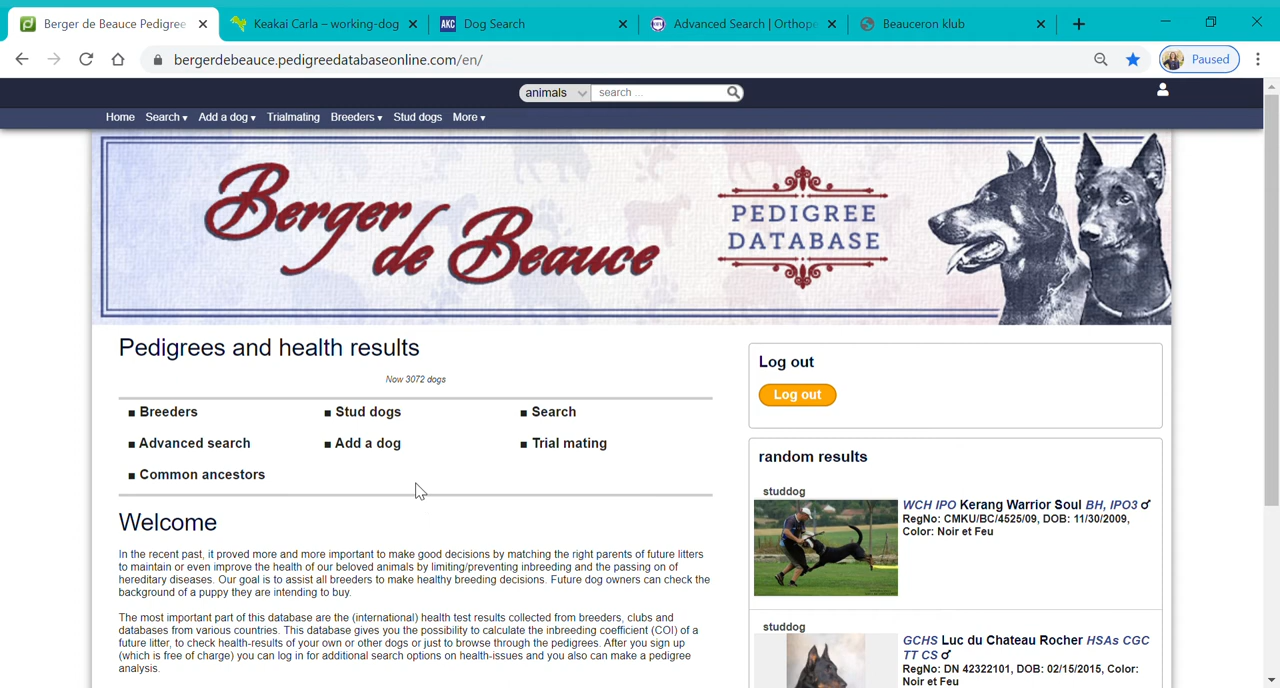 Berger de Beauce Pedigree
Keakai Carla – working-dog
AKC Dog Search
Advanced Search | Orthope
Beauceron klub
bergerdebeauce.pedigreedatabaseonline.com/en/
Paused
animals search ...
Home Search Add a dog Trialmating Breeders Stud dogs More
Berger de Beauce
PEDIGREE
DATABASE
Pedigrees and health results
Now 3072 dogs
Breeders Stud dogs Search
Advanced search Add a dog Trial mating
Common ancestors
Welcome
In the recent past, it proved more and more important to make good decisions by matching the right parents of future litters
to maintain or even improve the health of our beloved animals by limiting/preventing inbreeding and the passing on of
hereditary diseases. Our goal is to assist all breeders to make healthy breeding decisions. Future dog owners can check the
background of a puppy they are intending to buy.
The most important part of this database are the (international) health test results collected from breeders, clubs and
databases from various countries. This database gives you the possibility to calculate the inbreeding coefficient (COI) of a
future litter, to check health-results of your own or other dogs or just to browse through the pedigrees. After you sign up
(which is free of charge) you can log in for additional search options on health-issues and you also can make a pedigree
analysis.
Log out
Log out
random results
studdog
WCH IPO Kerang Warrior Soul BH, IPO3 ♂
RegNo: CMKU/BC/4525/09, DOB: 11/30/2009,
Color: Noir et Feu
studdog
GCHS Luc du Chateau Rocher HSAs CGC
TT CS ♂
RegNo: DN 42322101, DOB: 02/15/2015, Color:
Noir et Feu